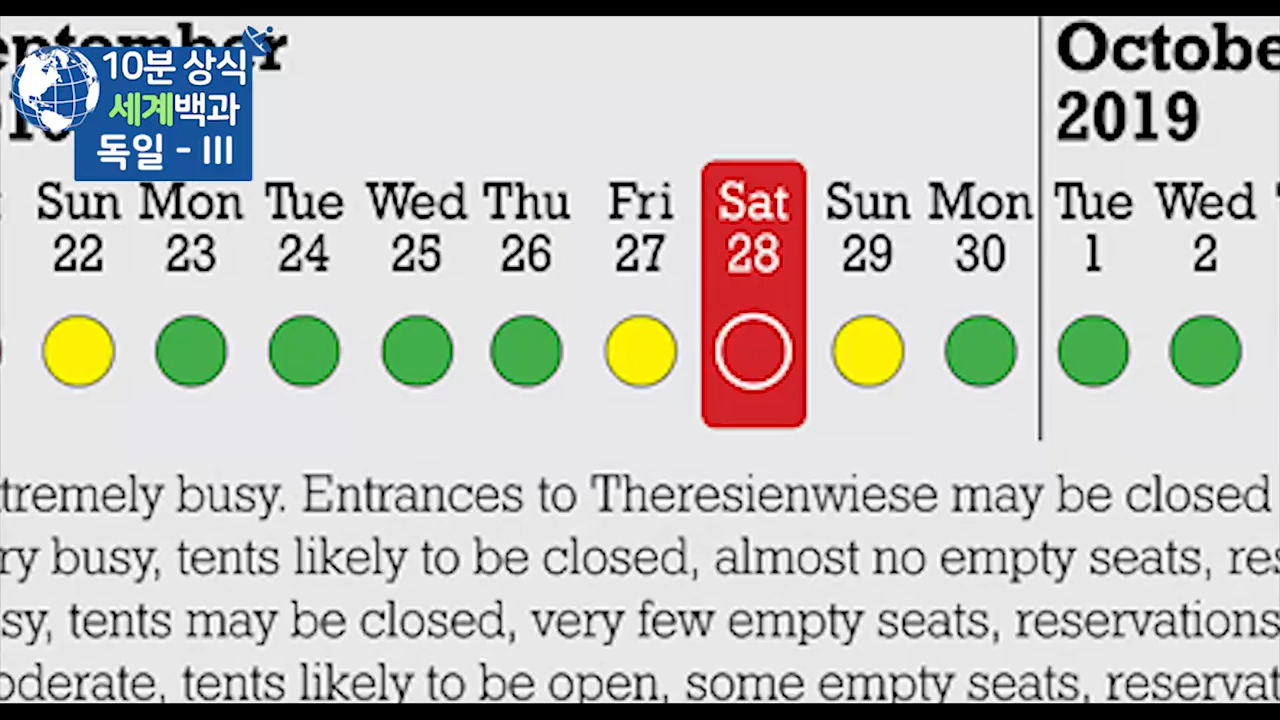 October
2019
10분 상식
세계백과
독일 - III
Sun Mon Tue Wed Thu Fri Sat Sun Mon Tue Wed
22 23 24 25 26 27 28 29 30 1 2
tremely busy. Entrances to Theresienwiese may be closed
ry busy, tents likely to be closed, almost no empty seats, res
sy, tents may be closed, very few empty seats, reservations
oderate, tents likely to be open, some empty seats, reservat